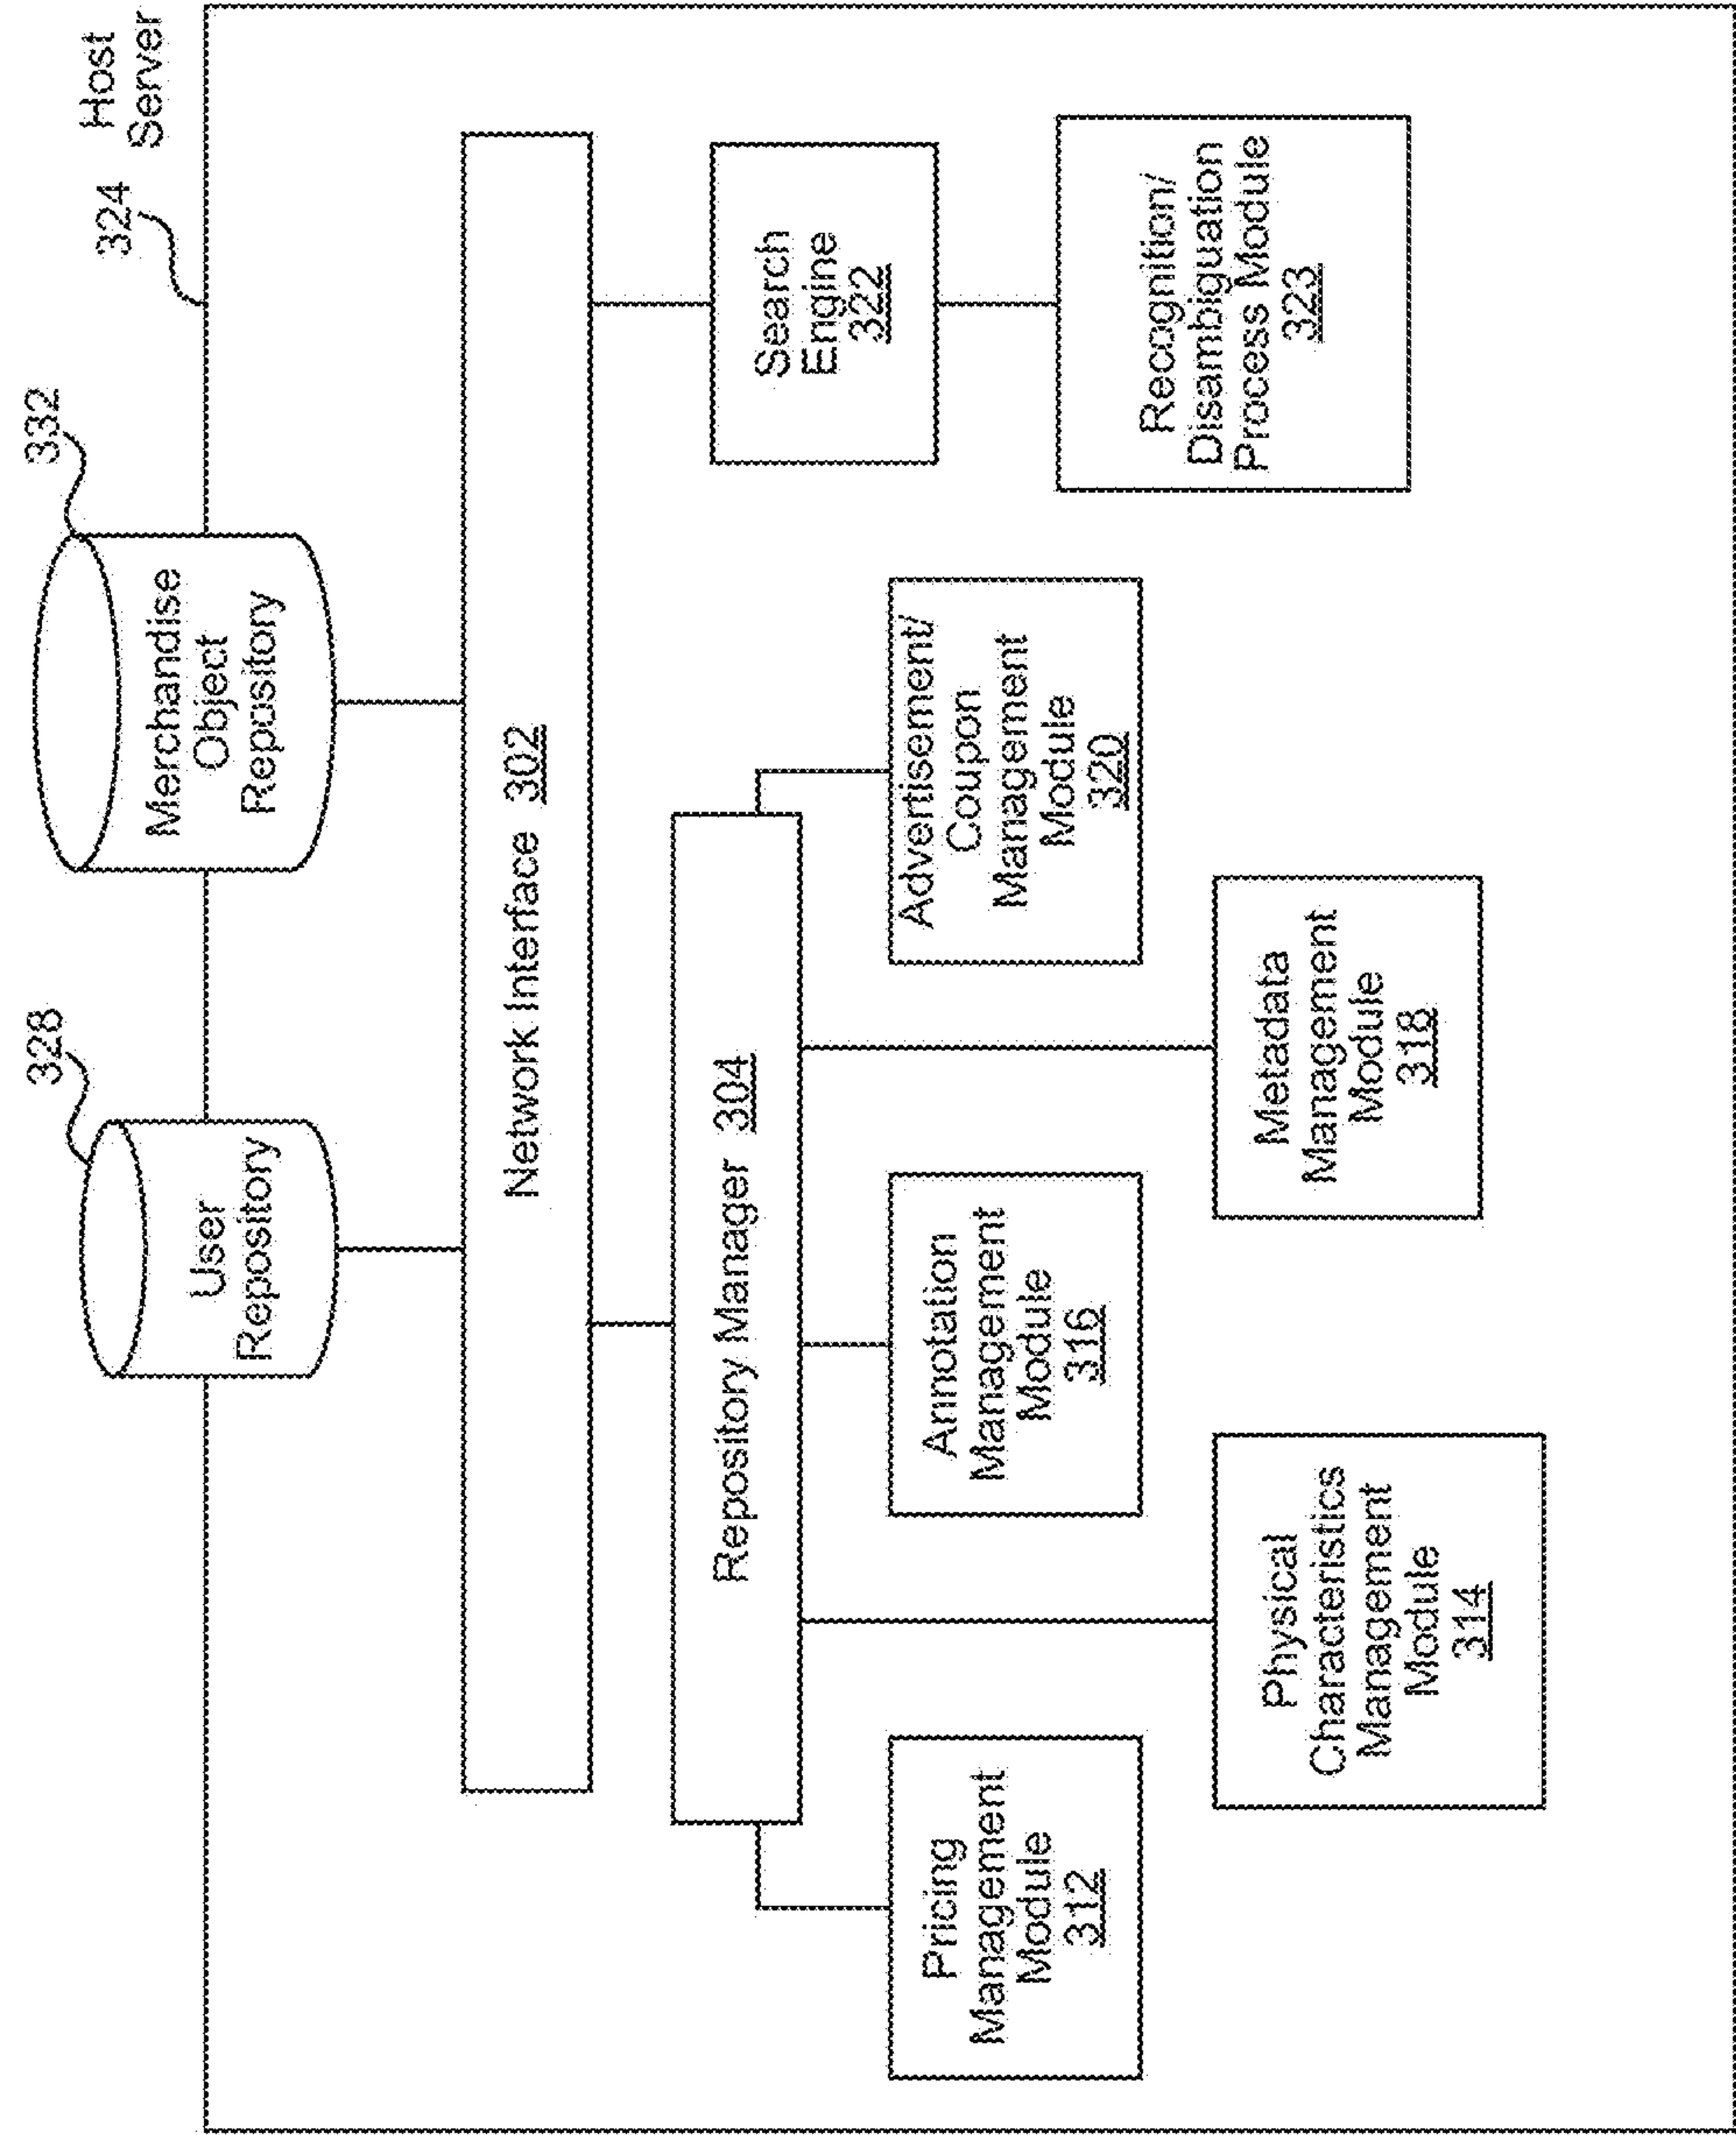 Host
Server
324
332
328
User
Repository
Merchandise
Object
Repository
Network Interface 302
Repository Manager 304
Search
Engine
322
Pricing
Management
Module
312
Annotation
Management
Module
316
Advertisement/
Coupon
Management
Module
320
Recognition/
Disambiguation
Process Module
323
Physical
Characteristics
Management
Module
314
Metadata
Management
Module
318